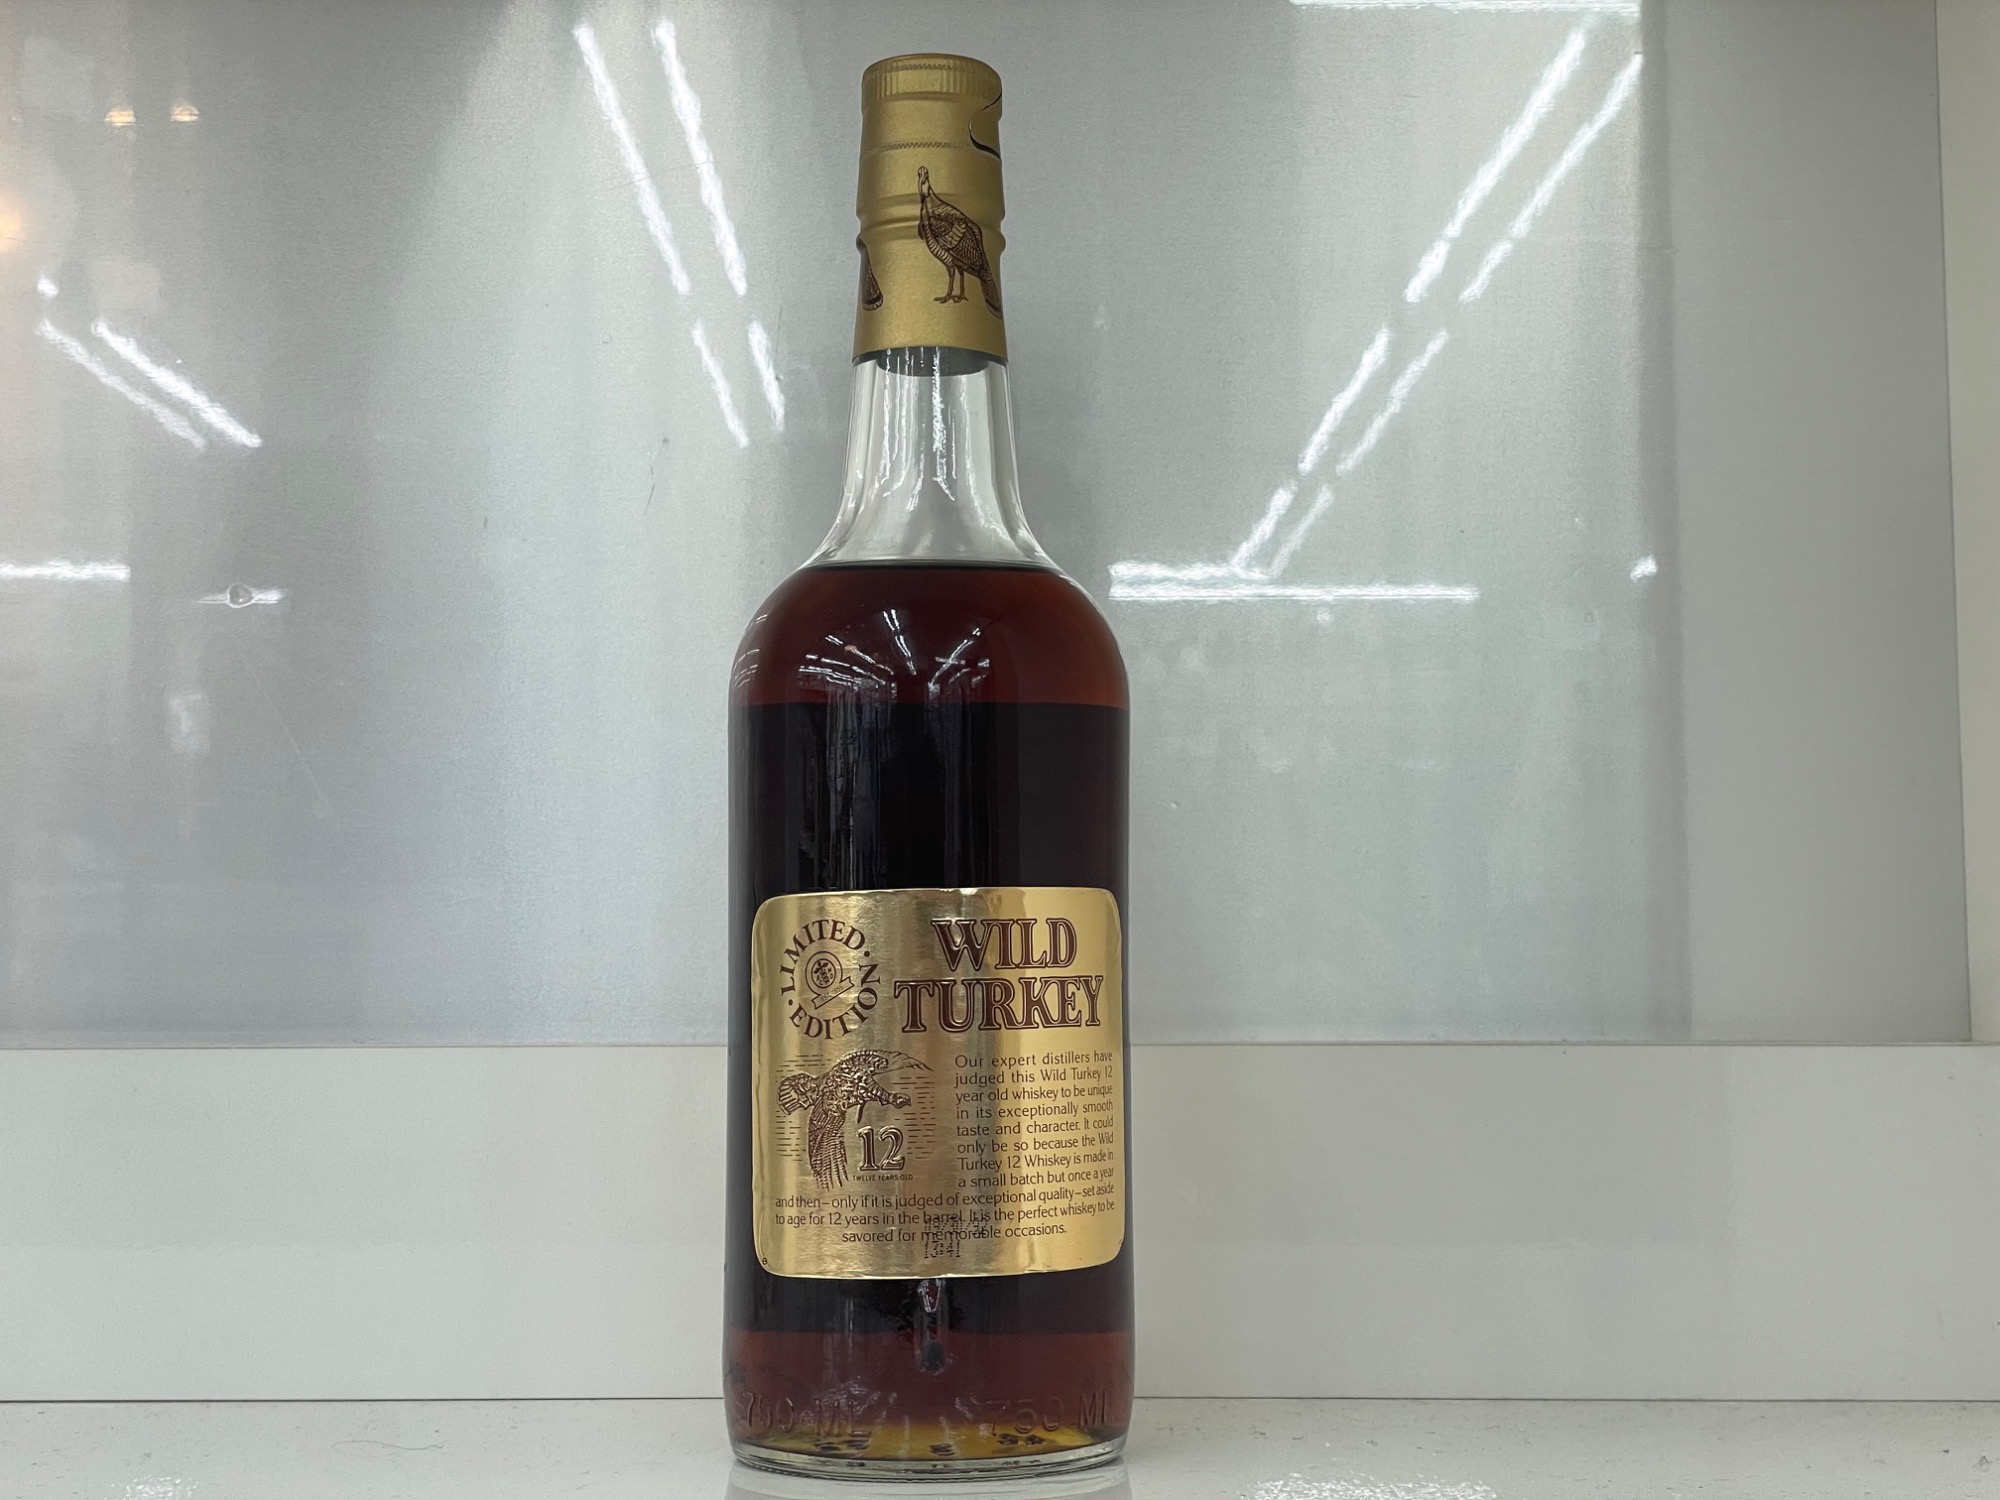 ·LIMITED·
EDITION
WILD
TURKEY
Our expert distillers have
judged this Wild Turkey 12
year old whiskey to be unique
in its exceptionally smooth
taste and character. It could
only be so because the Wild
Turkey 12 Whiskey is made in
a small batch but once a year
and then – only if it is judged of exceptional quality – set aside
to age for 12 years in the barrel. It is the perfect whiskey to be
savored for memorable occasions.
12
TWELVE YEARS OLD
750 ML 750 ML